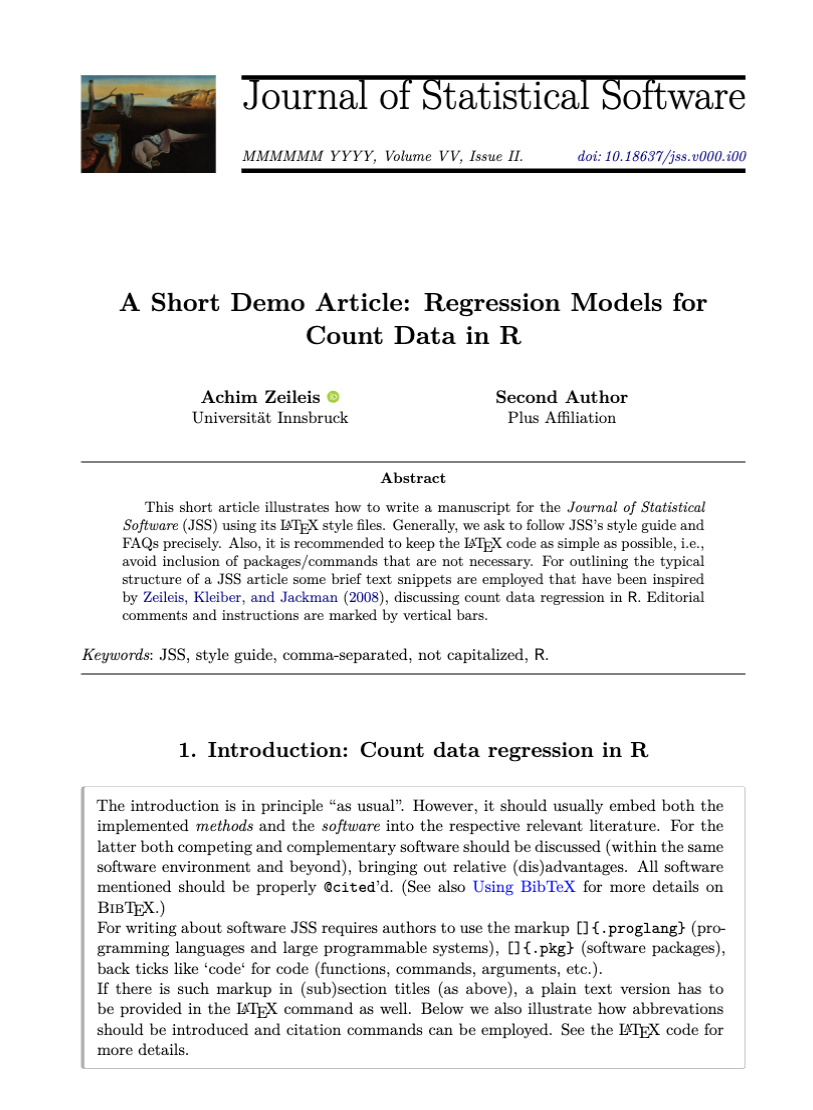 Journal of Statistical Software
MMMMMM YYYY, Volume VV, Issue II.    doi: 10.18637/jss.v000.i00
A Short Demo Article: Regression Models for
Count Data in R
Achim Zeileis    Second Author
Universität Innsbruck    Plus Affiliation
Abstract
This short article illustrates how to write a manuscript for the Journal of Statistical
Software (JSS) using its LATEX style files. Generally, we ask to follow JSS's style guide and
FAQs precisely. Also, it is recommended to keep the LATEX code as simple as possible, i.e.,
avoid inclusion of packages/commands that are not necessary. For outlining the typical
structure of a JSS article some brief text snippets are employed that have been inspired
by Zeileis, Kleiber, and Jackman (2008), discussing count data regression in R. Editorial
comments and instructions are marked by vertical bars.
Keywords: JSS, style guide, comma-separated, not capitalized, R.
1. Introduction: Count data regression in R
The introduction is in principle “as usual”. However, it should usually embed both the
implemented methods and the software into the respective relevant literature. For the
latter both competing and complementary software should be discussed (within the same
software environment and beyond), bringing out relative (dis)advantages. All software
mentioned should be properly @cited'd. (See also Using BibTeX for more details on
BIBTEX.)
For writing about software JSS requires authors to use the markup []{.proglang} (pro-
gramming languages and large programmable systems), []{.pkg} (software packages),
back ticks like ‘code‘ for code (functions, commands, arguments, etc.).
If there is such markup in (sub)section titles (as above), a plain text version has to
be provided in the LATEX command as well. Below we also illustrate how abbrevations
should be introduced and citation commands can be employed. See the LATEX code for
more details.